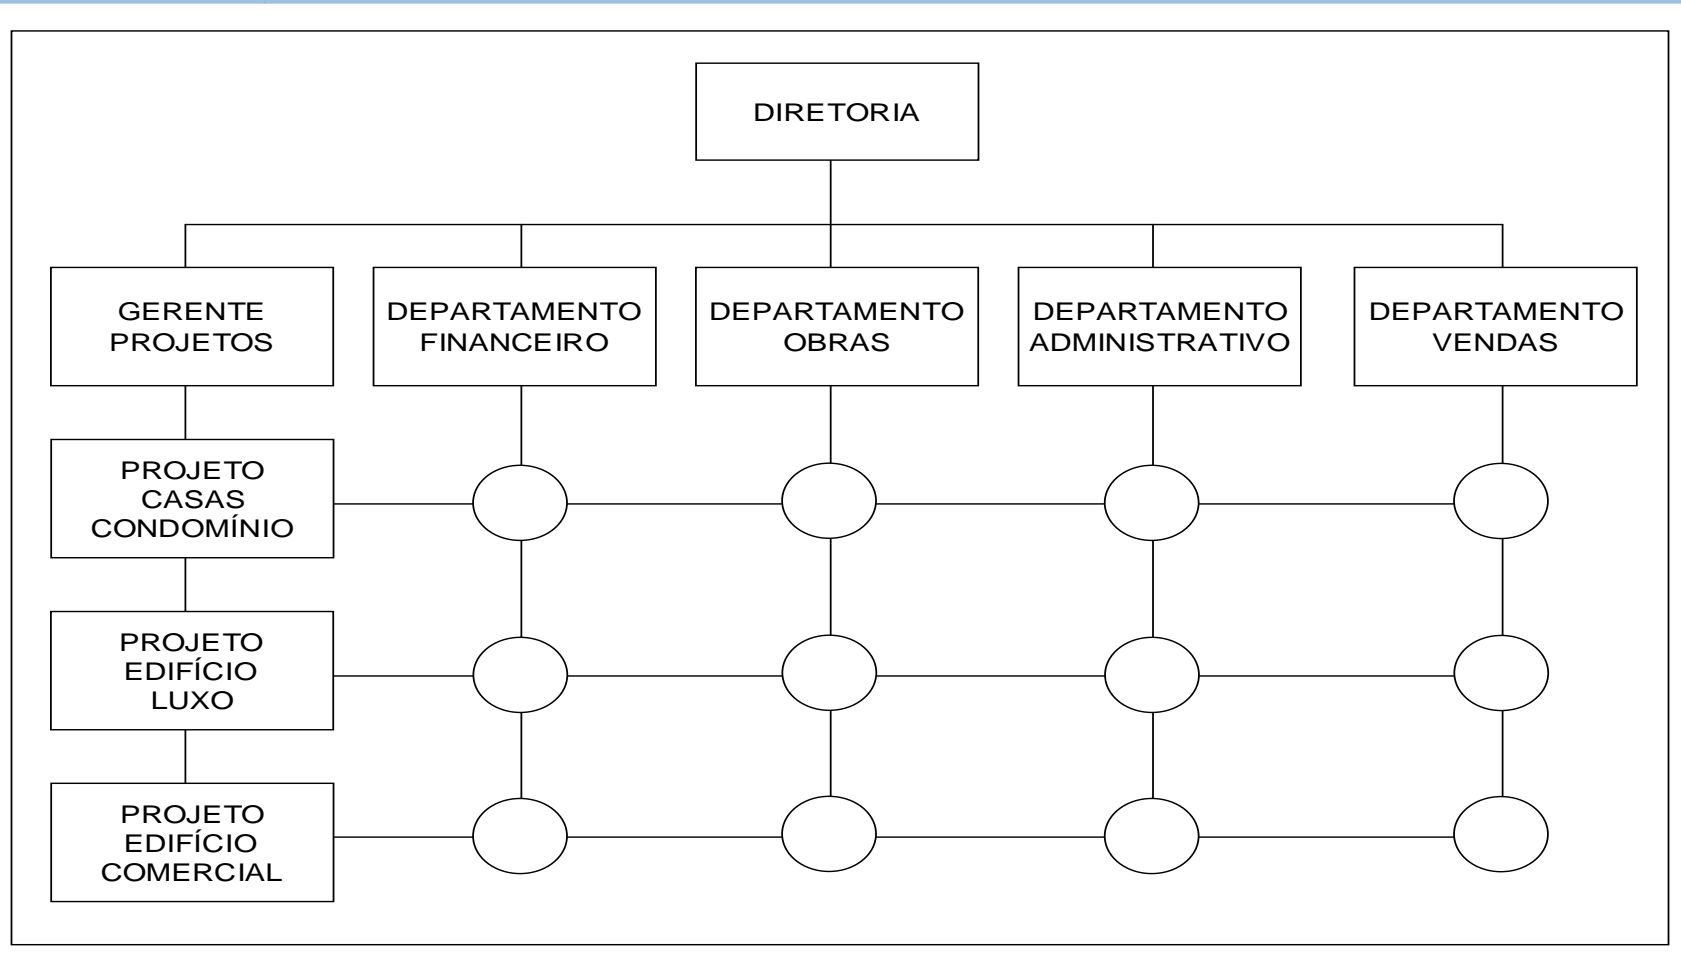 DIRETORIA
GERENTE
PROJETOS
DEPARTAMENTO
FINANCEIRO
DEPARTAMENTO
OBRAS
DEPARTAMENTO
ADMINISTRATIVO
DEPARTAMENTO
VENDAS
PROJETO
CASAS
CONDOMÍNIO
PROJETO
EDIFÍCIO
LUXO
PROJETO
EDIFÍCIO
COMERCIAL